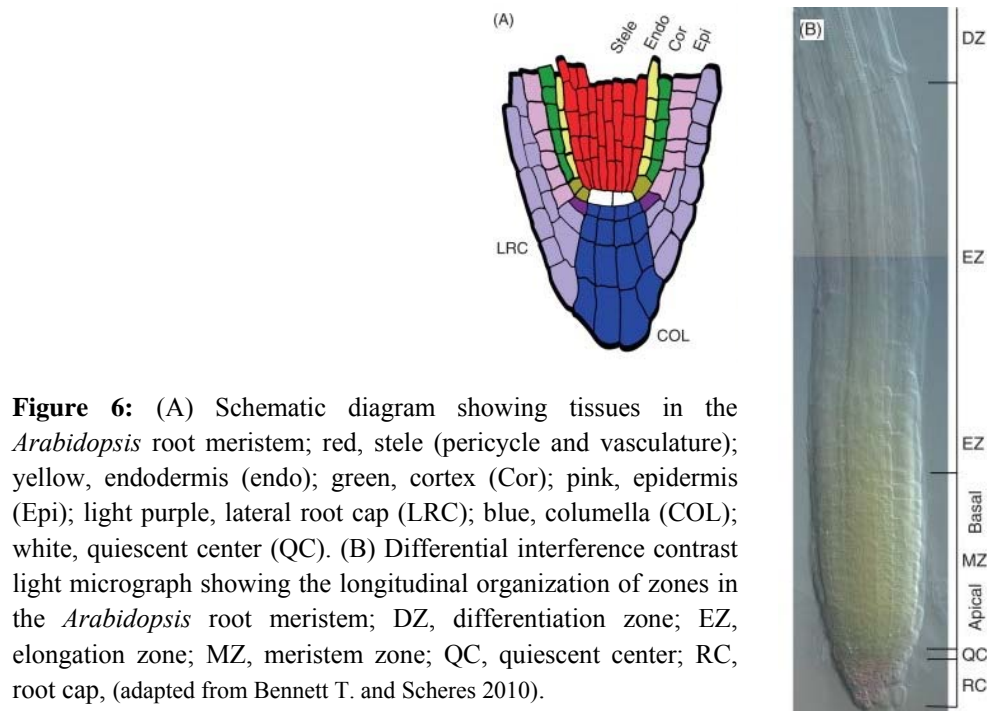 (A)
Stele
Endo
Cor
Epi
LRC
COL
Figure 6: (A) Schematic diagram showing tissues in the
Arabidopsis root meristem; red, stele (pericycle and vasculature);
yellow, endodermis (endo); green, cortex (Cor); pink, epidermis
(Epi); light purple, lateral root cap (LRC); blue, columella (COL);
white, quiescent center (QC). (B) Differential interference contrast
light micrograph showing the longitudinal organization of zones in
the Arabidopsis root meristem; DZ, differentiation zone; EZ,
elongation zone; MZ, meristem zone; QC, quiescent center; RC,
root cap, (adapted from Bennett T. and Scheres 2010).
(B)
DZ
EZ
EZ
Basal
MZ
Apical
QC
RC